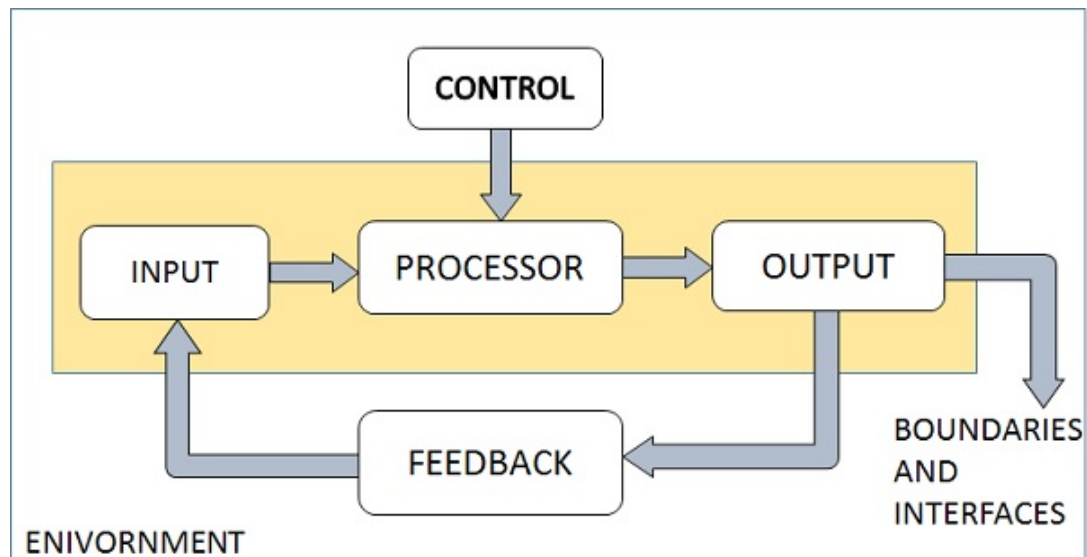 CONTROL
INPUT
PROCESSOR
OUTPUT
FEEDBACK
BOUNDARIES
AND
INTERFACES
ENIVORNMENT